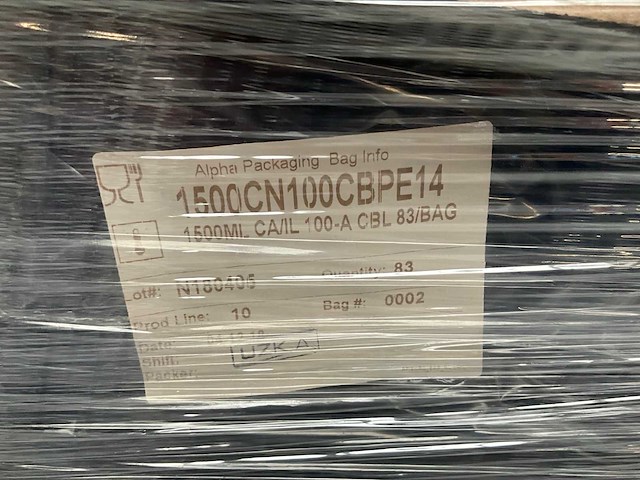 Alpha Packaging Bag Info
1500CN100CBPE14
1500ML CA/IL 100-A CBL 83/BAG
Lot#: N180405 Quantity: 83
Prod Line: 10 Bag #: 0002
Date:
Shift:
Packer:
UZKA